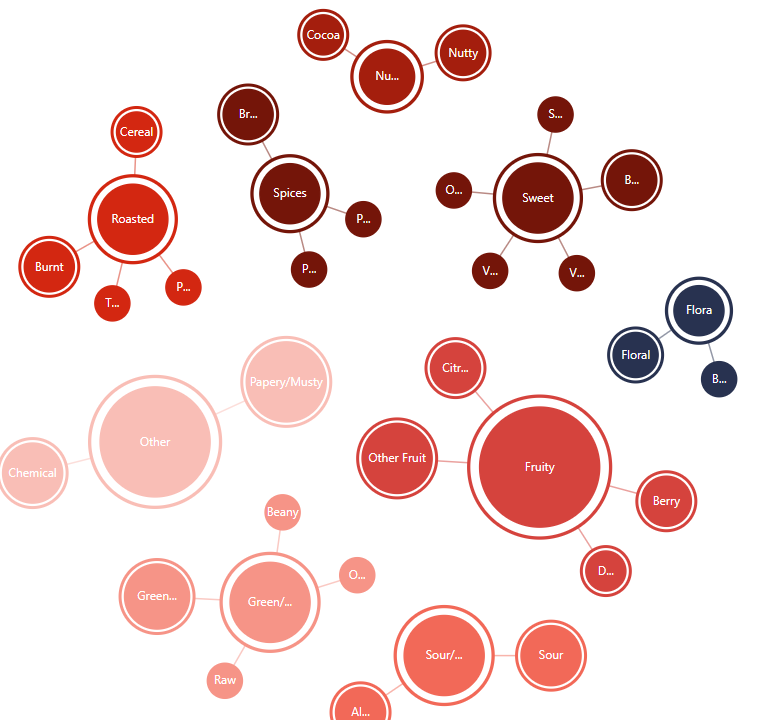 Cocoa
Nutty
Nu...
Br...
S...
Cereal
B...
O...
Spices
Sweet
Roasted
P...
Burnt
P...
V...
V...
P...
T...
Flora
Floral
Citr...
B...
Papery/Musty
Other
Other Fruit
Fruity
Chemical
Berry
Beany
D...
O...
Green...
Green/...
Sour/...
Sour
Raw
Al...